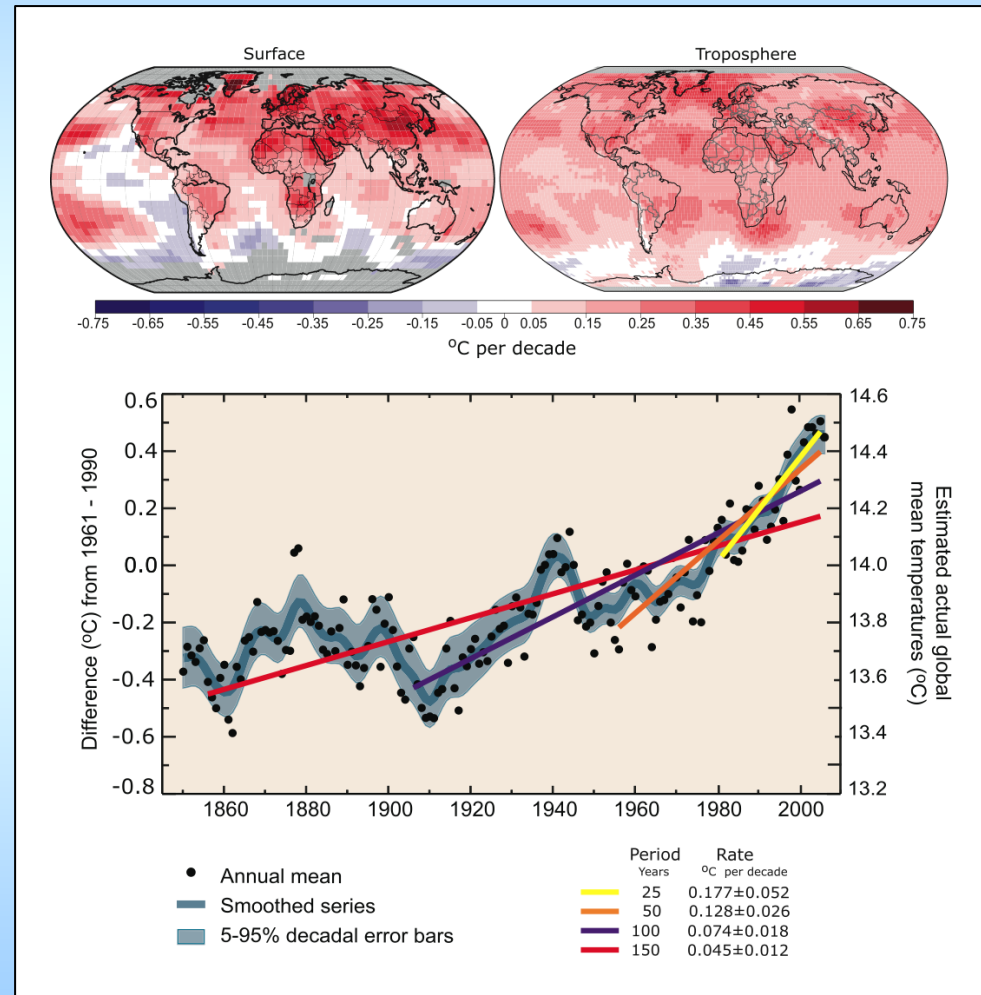 Surface
Troposphere
-0.75 -0.65 -0.55 -0.45 -0.35 -0.25 -0.15 -0.05 0 0.05 0.15 0.25 0.35 0.45 0.55 0.65 0.75
ºC per decade
Difference (ºC) from 1961 - 1990
0.6
0.4
0.2
0.0
-0.2
-0.4
-0.6
-0.8
14.6
14.4
14.2
14.0
13.8
13.6
13.4
13.2
Estimated actual global
mean temperatures (ºC)
1860 1880 1900 1920 1940 1960 1980 2000
Annual mean
Smoothed series
5-95% decadal error bars
Period Rate
Years ºC per decade
25 0.177±0.052
50 0.128±0.026
100 0.074±0.018
150 0.045±0.012